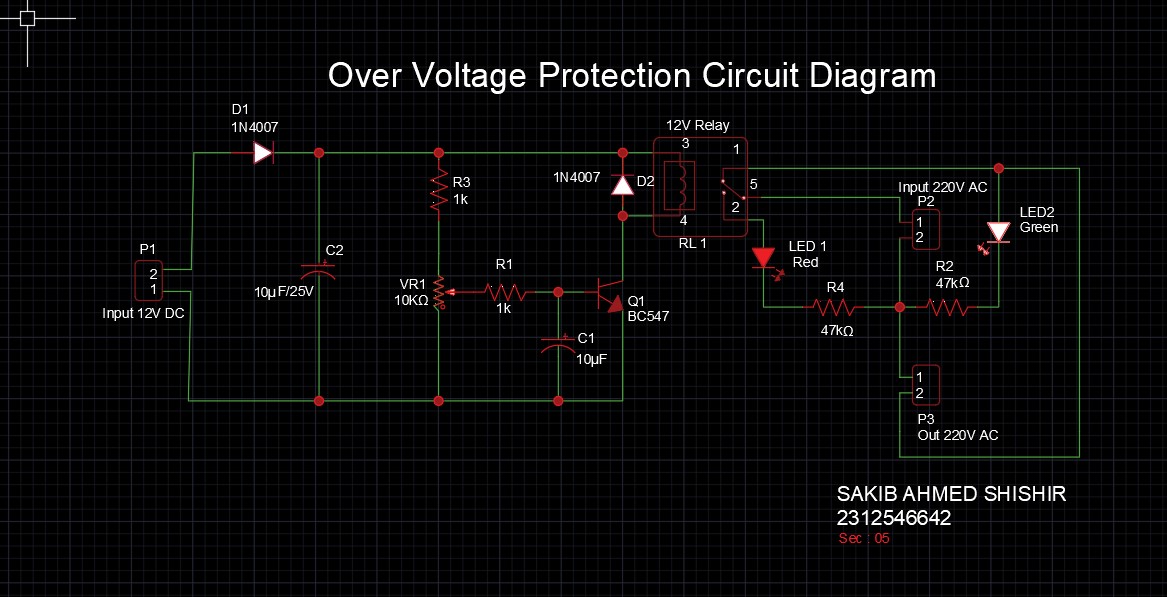 Over Voltage Protection Circuit Diagram
D1
1N4007
12V Relay
3
1
R3
1k
1N4007
D2
5
2
4
RL 1
Input 220V AC
P2
1
2
LED2
Green
P1
2
1
Input 12V DC
C2
10µF/25V
VR1
10KΩ
R1
1k
Q1
BC547
C1
10µF
LED 1
Red
R4
47kΩ
R2
47kΩ
1
2
P3
Out 220V AC
SAKIB AHMED SHISHIR
2312546642
Sec : 05